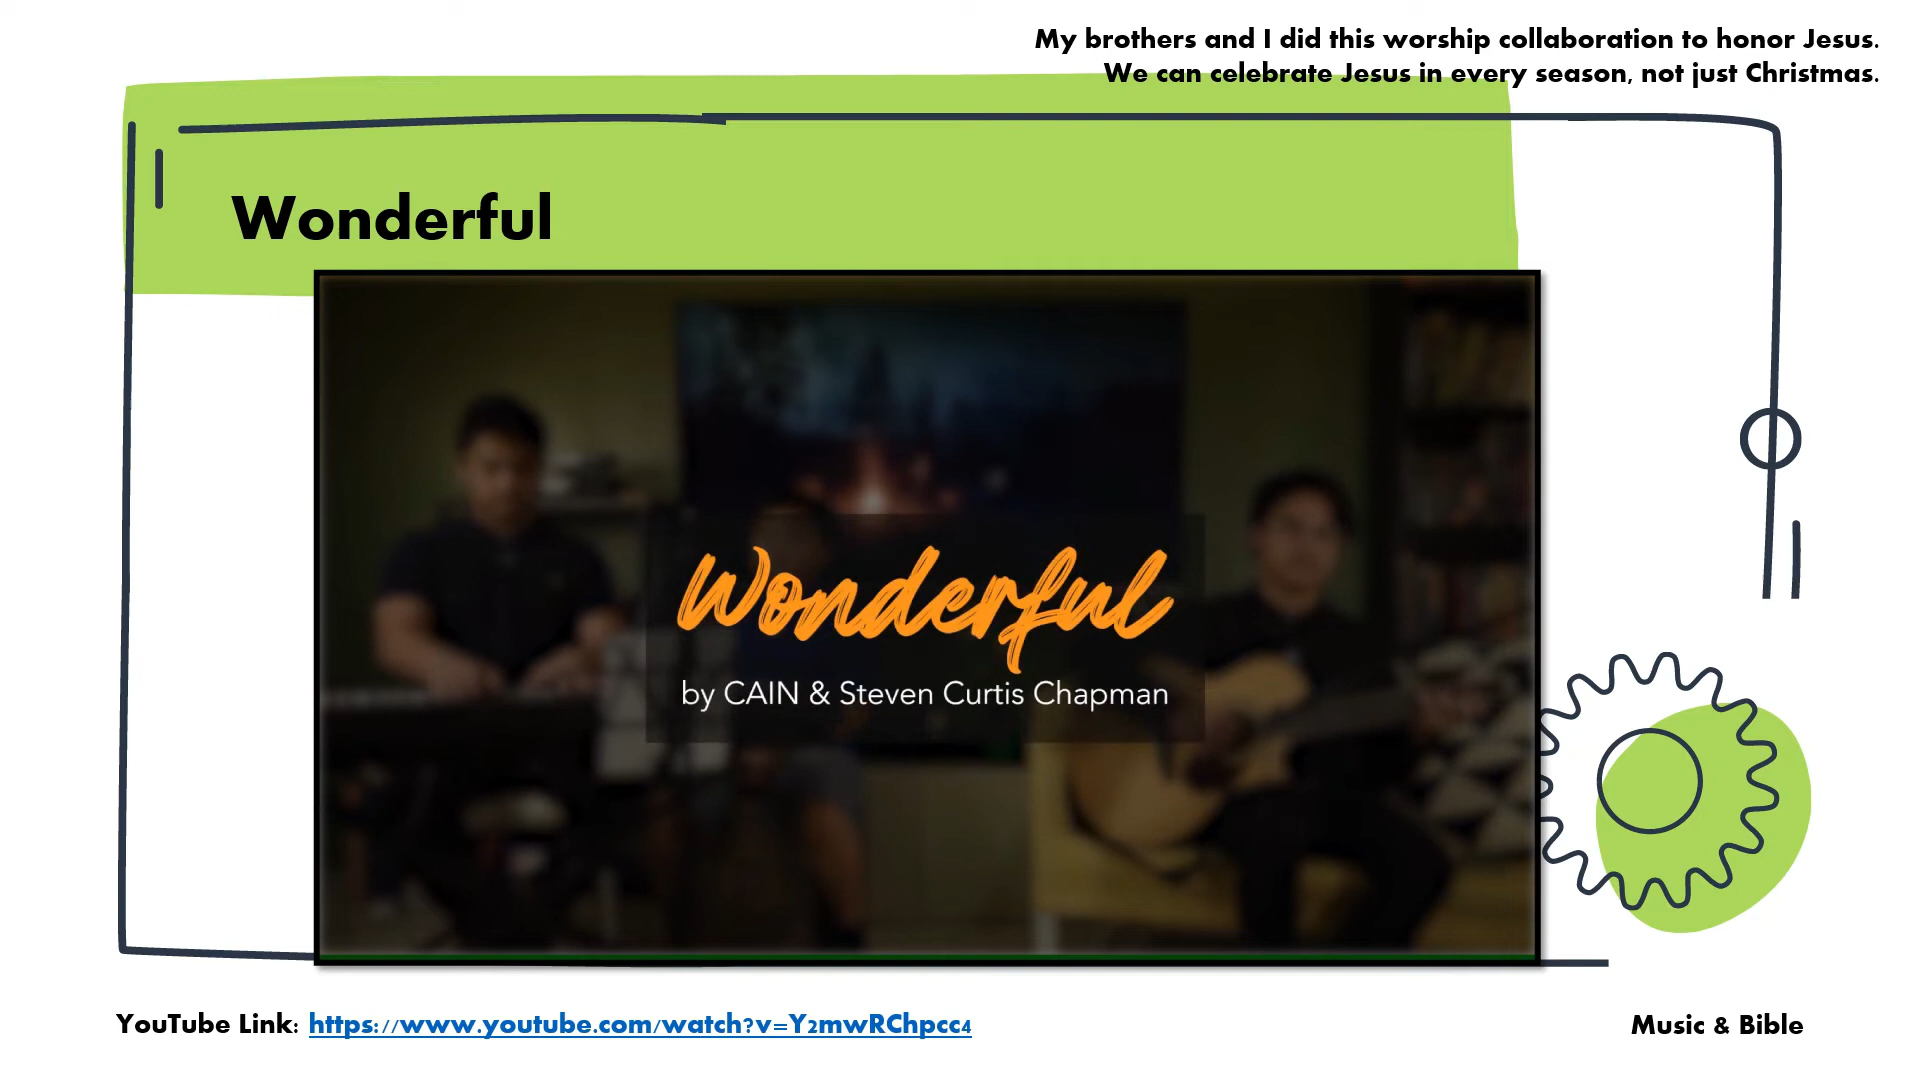 My brothers and I did this worship collaboration to honor Jesus.
We can celebrate Jesus in every season, not just Christmas.
Wonderful
Wonderful
by CAIN & Steven Curtis Chapman
YouTube Link: https://www.youtube.com/watch?v=Y2mwRChpcc4
Music & Bible